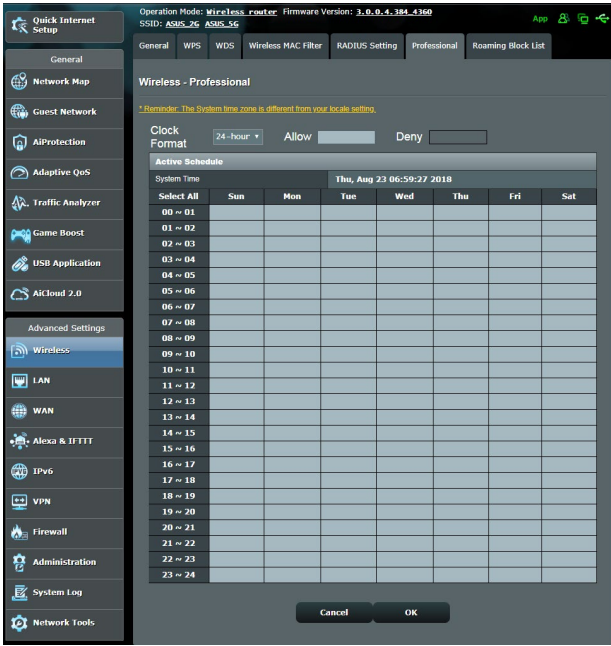 Quick Internet
Setup
General
Network Map
Guest Network
AiProtection
Adaptive QoS
Traffic Analyzer
Game Boost
USB Application
AiCloud 2.0
Advanced Settings
Wireless
LAN
WAN
Alexa & IFTTT
IPv6
VPN
Firewall
Administration
System Log
Network Tools
Operation Mode: Wireless router Firmware Version: 3.0.0.4.384_4360
SSID: ASUS_2G ASUS_5G
App
General WPS WDS Wireless MAC Filter RADIUS Setting Professional Roaming Block List
Wireless - Professional
* Reminder: The System time zone is different from your locale setting.
Clock
Format
24-hour Allow Deny
Active Schedule
System Time Thu, Aug 23 06:59:27 2018
Select All Sun Mon Tue Wed Thu Fri Sat
00 ~ 01
01 ~ 02
02 ~ 03
03 ~ 04
04 ~ 05
05 ~ 06
06 ~ 07
07 ~ 08
08 ~ 09
09 ~ 10
10 ~ 11
11 ~ 12
12 ~ 13
13 ~ 14
14 ~ 15
15 ~ 16
16 ~ 17
17 ~ 18
18 ~ 19
19 ~ 20
20 ~ 21
21 ~ 22
22 ~ 23
23 ~ 24
Cancel OK